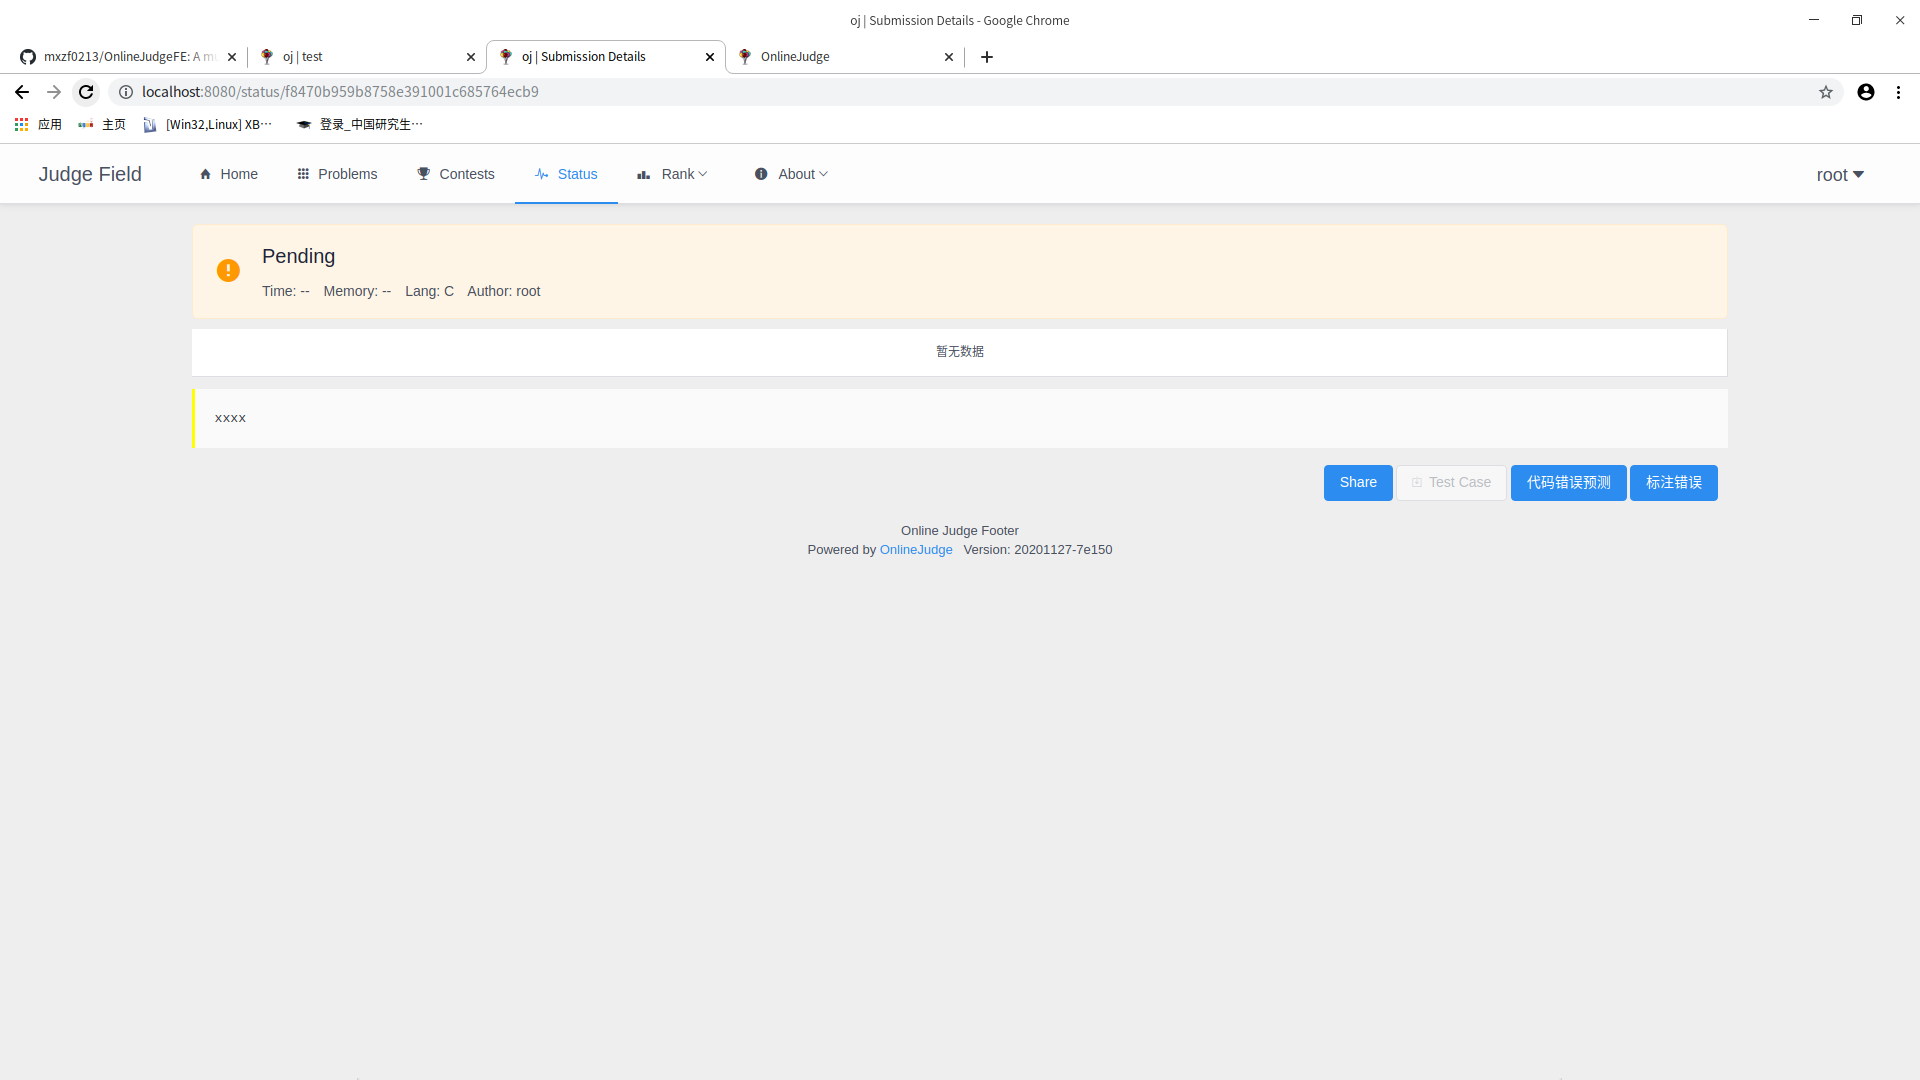 oj | Submission Details - Google Chrome
mxzf0213/OnlineJudgeFE: A mu
oj | test
oj | Submission Details
OnlineJudge
localhost:8080/status/f8470b959b8758e391001c685764ecb9
应用
主页
[Win32,Linux] XB…
登录_中国研究生…
Judge Field
Home
Problems
Contests
Status
Rank
About
root
Pending
Time: -- Memory: -- Lang: C Author: root
暂无数据
xxxx
Share
Test Case
代码错误预测
标注错误
Online Judge Footer
Powered by OnlineJudge Version: 20201127-7e150